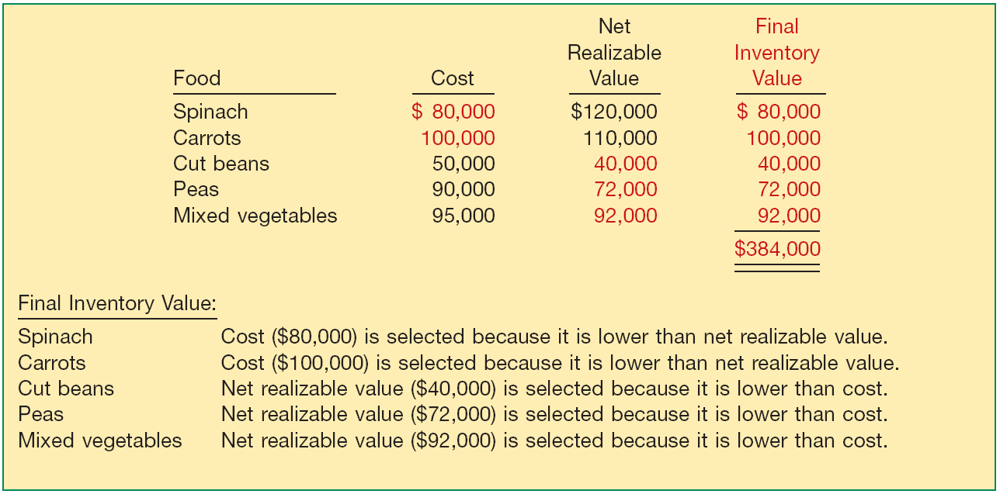 Net Final
Realizable Inventory
Food Cost Value Value
Spinach $ 80,000 $120,000 $ 80,000
Carrots 100,000 110,000 100,000
Cut beans 50,000 40,000 40,000
Peas 90,000 72,000 72,000
Mixed vegetables 95,000 92,000 92,000
$384,000
Final Inventory Value:
Spinach Cost ($80,000) is selected because it is lower than net realizable value.
Carrots Cost ($100,000) is selected because it is lower than net realizable value.
Cut beans Net realizable value ($40,000) is selected because it is lower than cost.
Peas Net realizable value ($72,000) is selected because it is lower than cost.
Mixed vegetables Net realizable value ($92,000) is selected because it is lower than cost.